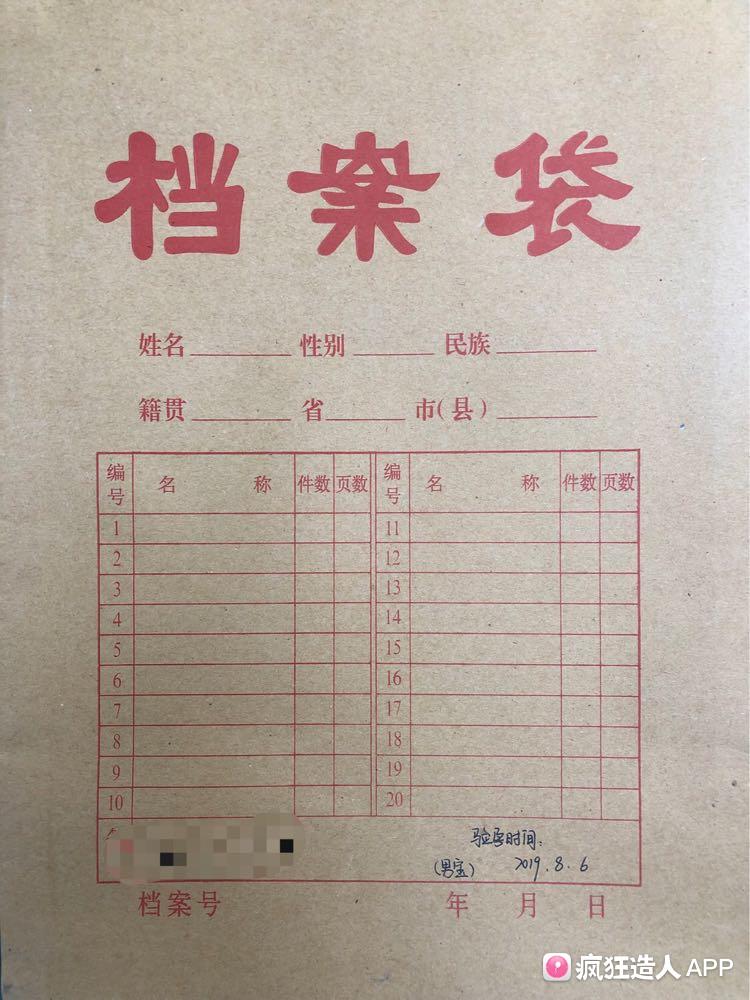 档案袋
姓名 性别 民族
籍贯 省 市(县)
编号 名 称 件数 页数 编号 名 称 件数 页数
1 11
2 12
3 13
4 14
5 15
6 16
7 17
8 18
9 19
10 20
验孕时间:
(男宝) 2019.8.6
档案号 年 月 日
疯狂造人 APP